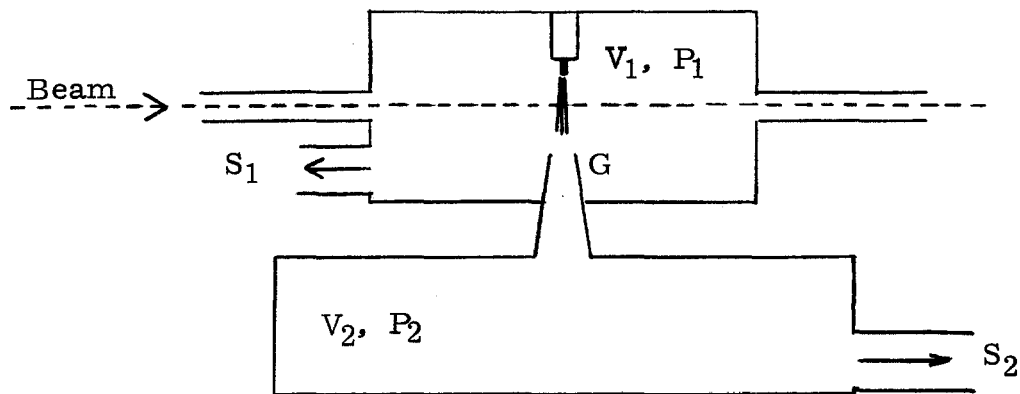 V₁, P₁
Beam
S₁
G
V₂, P₂
S₂